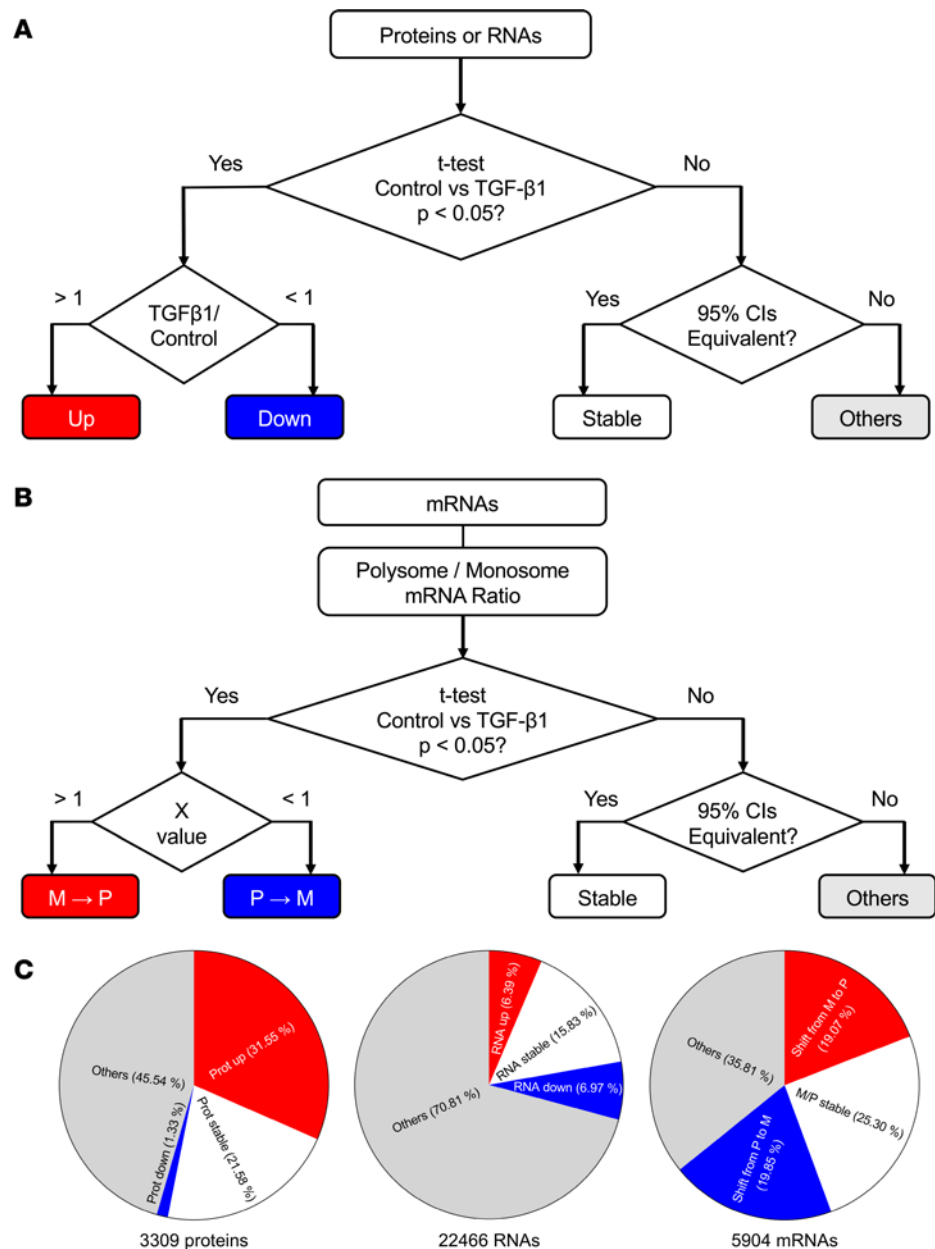 A
Proteins or RNAs
Yes
t-test
Control vs TGF-β1
p < 0.05?
No
> 1
TGFβ1/
Control
< 1
Yes
95% CIs
Equivalent?
No
Up
Down
Stable
Others
B
mRNAs
Polysome / Monosome
mRNA Ratio
Yes
t-test
Control vs TGF-β1
p < 0.05?
No
> 1
X
value
< 1
Yes
95% CIs
Equivalent?
No
M → P
P → M
Stable
Others
C
Prot up (31.55 %)
Others (45.54 %)
Prot down (1.33 %)
Prot stable (21.58 %)
3309 proteins
RNA up (6.39 %)
RNA stable (15.83 %)
RNA down (6.97 %)
Others (70.81 %)
22466 RNAs
Shift from M to P
(19.07 %)
Others (35.81 %)
M/P stable (25.30 %)
Shift from P to M
(19.85 %)
5904 mRNAs